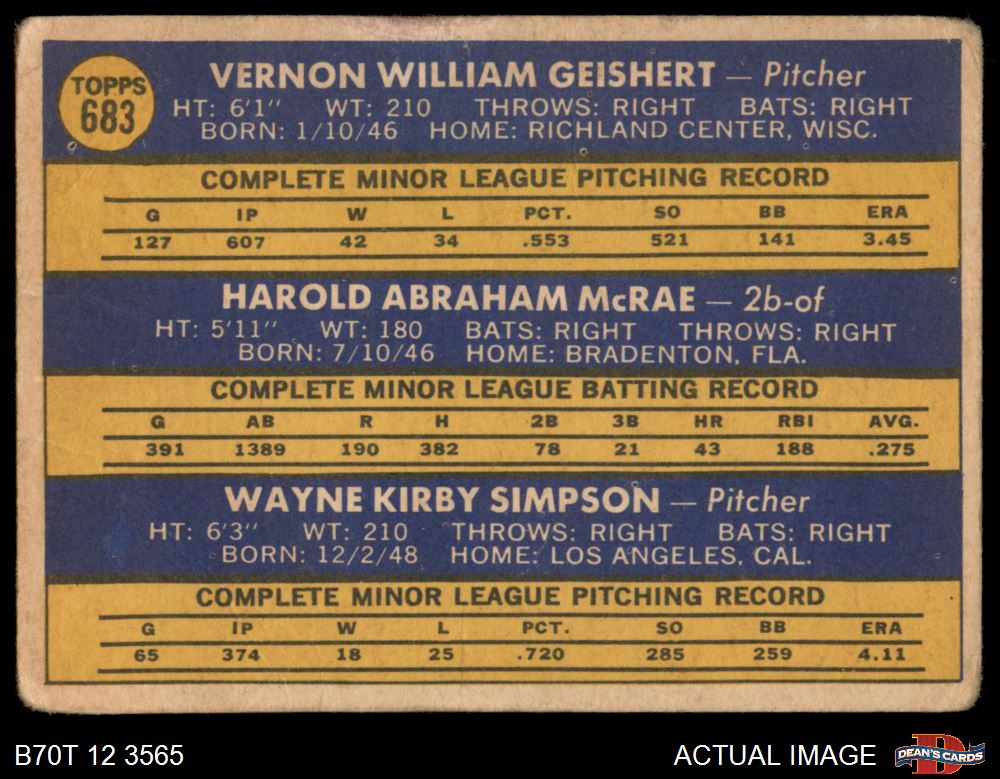 TOPPS
683
VERNON WILLIAM GEISHERT — Pitcher
HT: 6'1" WT: 210 THROWS: RIGHT BATS: RIGHT
BORN: 1/10/46 HOME: RICHLAND CENTER, WISC.
COMPLETE MINOR LEAGUE PITCHING RECORD
G IP W L PCT. SO BB ERA
127 607 42 34 .553 521 141 3.45
HAROLD ABRAHAM McRAE — 2b-of
HT: 5'11" WT: 180 BATS: RIGHT THROWS: RIGHT
BORN: 7/10/46 HOME: BRADENTON, FLA.
COMPLETE MINOR LEAGUE BATTING RECORD
G AB R H 2B 3B HR RBI AVG.
391 1389 190 382 78 21 43 188 .275
WAYNE KIRBY SIMPSON — Pitcher
HT: 6'3" WT: 210 THROWS: RIGHT BATS: RIGHT
BORN: 12/2/48 HOME: LOS ANGELES, CAL.
COMPLETE MINOR LEAGUE PITCHING RECORD
G IP W L PCT. SO BB ERA
65 374 18 25 .720 285 259 4.11
B70T 12 3565 ACTUAL IMAGE DEAN'S CARDS